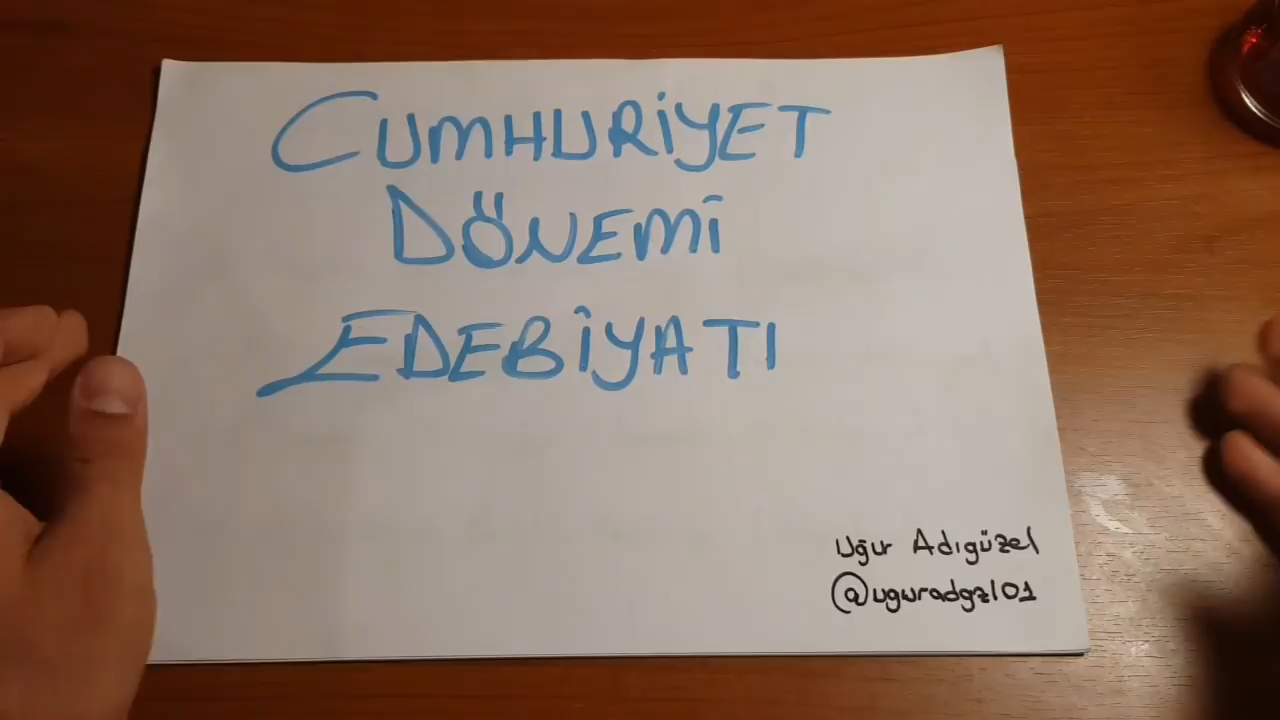 CUMHURİYET
DÖNEMİ
EDEBİYATI
Uğur Adıgüzel
@uguradgzl01